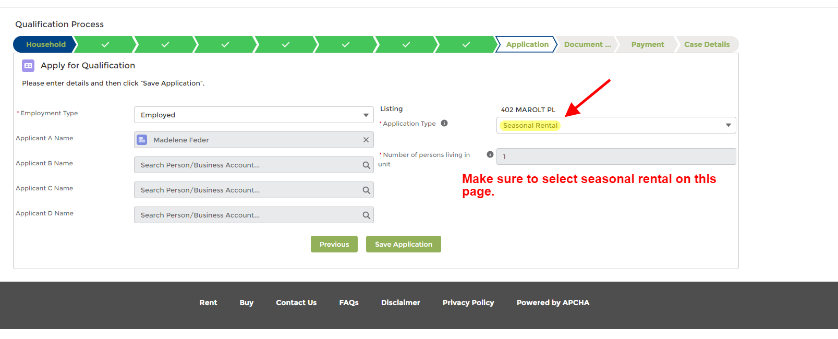 Qualification Process
Household
Application
Document ...
Payment
Case Details
Apply for Qualification
Please enter details and then click "Save Application".
Listing
402 MAROLT PL
* Employment Type
Employed
* Application Type
Seasonal Rental
Applicant A Name
Madelene Feder
* Number of persons living in
unit
1
Applicant B Name
Search Person/Business Account...
Make sure to select seasonal rental on this
page.
Applicant C Name
Search Person/Business Account...
Applicant D Name
Search Person/Business Account...
Previous
Save Application
Rent Buy Contact Us FAQs Disclaimer Privacy Policy Powered by APCHA